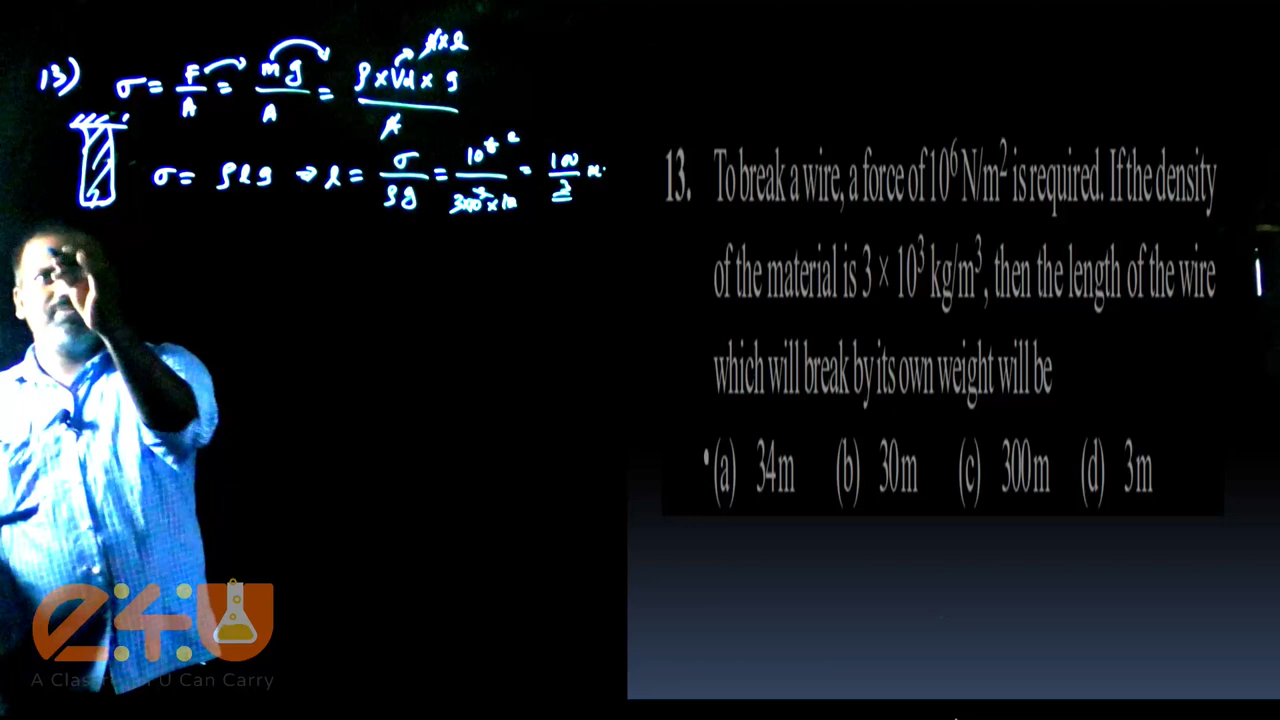 13) σ = F/A = mg/A = ρ × Vol × g / A
A × l
σ = ρlg ⇒ l = σ/ρg = 10⁶/3×10³×10 = 100/3 m.
13. To break a wire, a force of 10⁶ N/m² is required. If the density
of the material is 3 × 10³ kg/m³, then the length of the wire
which will break by its own weight will be
(a) 34m (b) 30m (c) 300m (d) 3m
e4U
U Can Carry